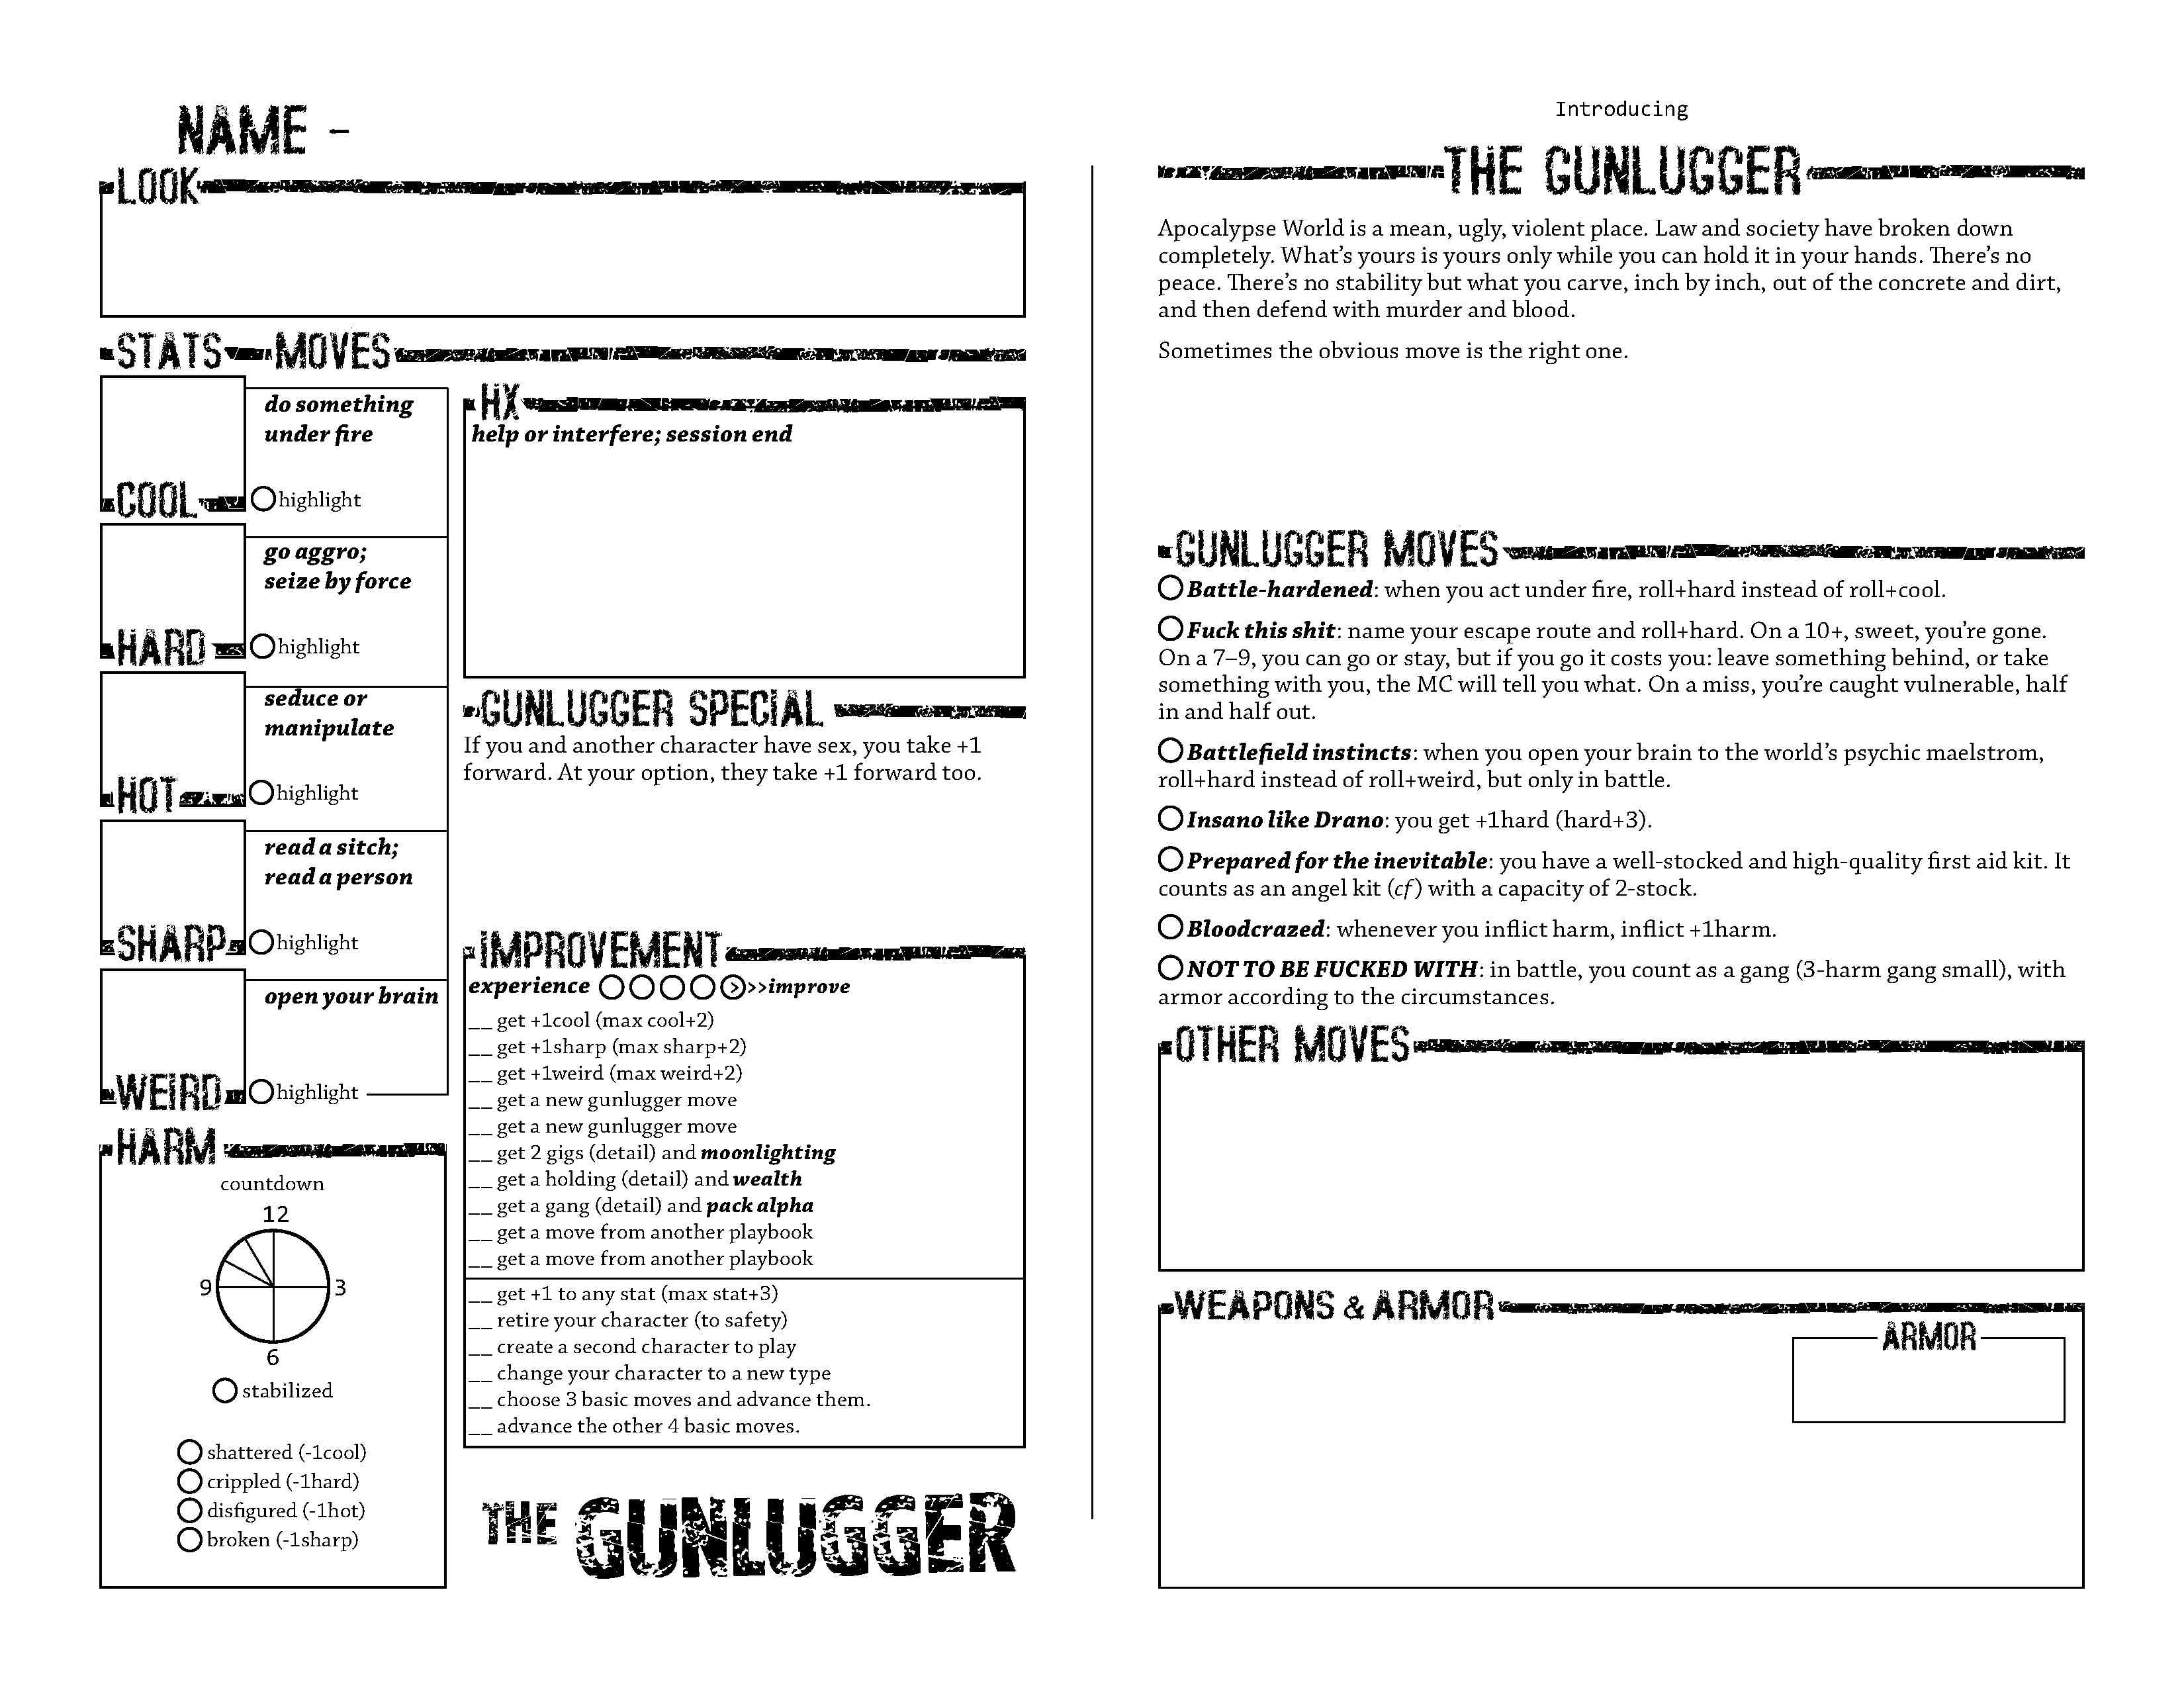 NAME –
LOOK
STATS MOVES
do something
under fire
COOL
highlight
go aggro;
seize by force
HARD
highlight
seduce or
manipulate
HOT
highlight
read a sitch;
read a person
SHARP
highlight
open your brain
WEIRD
highlight
HARM
countdown
12
9
3
6
stabilized
shattered (-1cool)
crippled (-1hard)
disfigured (-1hot)
broken (-1sharp)
HX
help or interfere; session end
GUNLUGGER SPECIAL
If you and another character have sex, you take +1
forward. At your option, they take +1 forward too.
IMPROVEMENT
experience >>>improve
__ get +1cool (max cool+2)
__ get +1sharp (max sharp+2)
__ get +1weird (max weird+2)
__ get a new gunlugger move
__ get a new gunlugger move
__ get 2 gigs (detail) and moonlighting
__ get a holding (detail) and wealth
__ get a gang (detail) and pack alpha
__ get a move from another playbook
__ get a move from another playbook
__ get +1 to any stat (max stat+3)
__ retire your character (to safety)
__ create a second character to play
__ change your character to a new type
__ choose 3 basic moves and advance them.
__ advance the other 4 basic moves.
THE GUNLUGGER
Introducing
THE GUNLUGGER
Apocalypse World is a mean, ugly, violent place. Law and society have broken down
completely. What’s yours is yours only while you can hold it in your hands. There’s no
peace. There’s no stability but what you carve, inch by inch, out of the concrete and dirt,
and then defend with murder and blood.
Sometimes the obvious move is the right one.
GUNLUGGER MOVES
Battle-hardened: when you act under fire, roll+hard instead of roll+cool.
Fuck this shit: name your escape route and roll+hard. On a 10+, sweet, you’re gone.
On a 7–9, you can go or stay, but if you go it costs you: leave something behind, or take
something with you, the MC will tell you what. On a miss, you’re caught vulnerable, half
in and half out.
Battlefield instincts: when you open your brain to the world’s psychic maelstrom,
roll+hard instead of roll+weird, but only in battle.
Insano like Drano: you get +1hard (hard+3).
Prepared for the inevitable: you have a well-stocked and high-quality first aid kit. It
counts as an angel kit (cf) with a capacity of 2-stock.
Bloodcrazed: whenever you inflict harm, inflict +1harm.
NOT TO BE FUCKED WITH: in battle, you count as a gang (3-harm gang small), with
armor according to the circumstances.
OTHER MOVES
WEAPONS & ARMOR
ARMOR